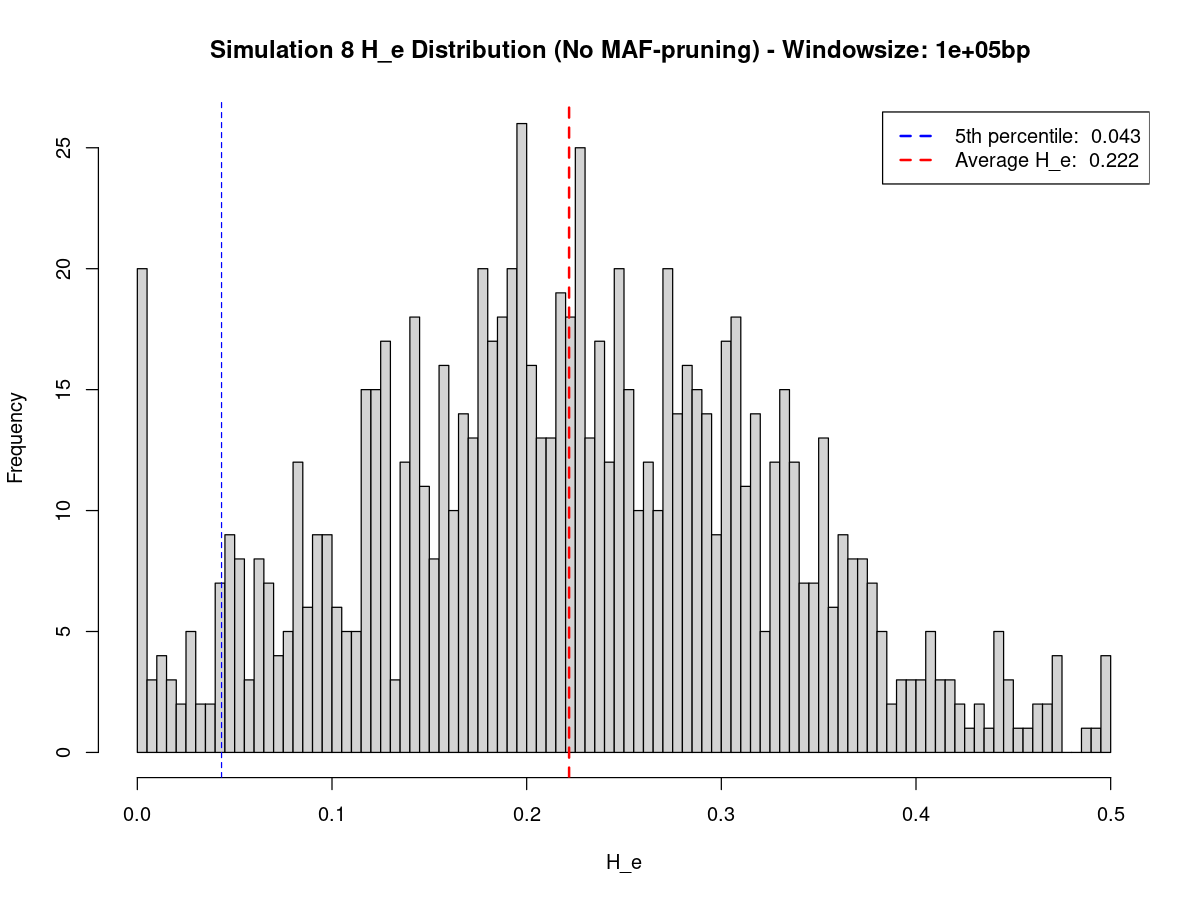 Simulation 8 H_e Distribution (No MAF-pruning) - Windowsize: 1e+05bp
5th percentile: 0.043
Average H_e: 0.222
Frequency
25
20
15
10
5
0
0.0 0.1 0.2 0.3 0.4 0.5
H_e